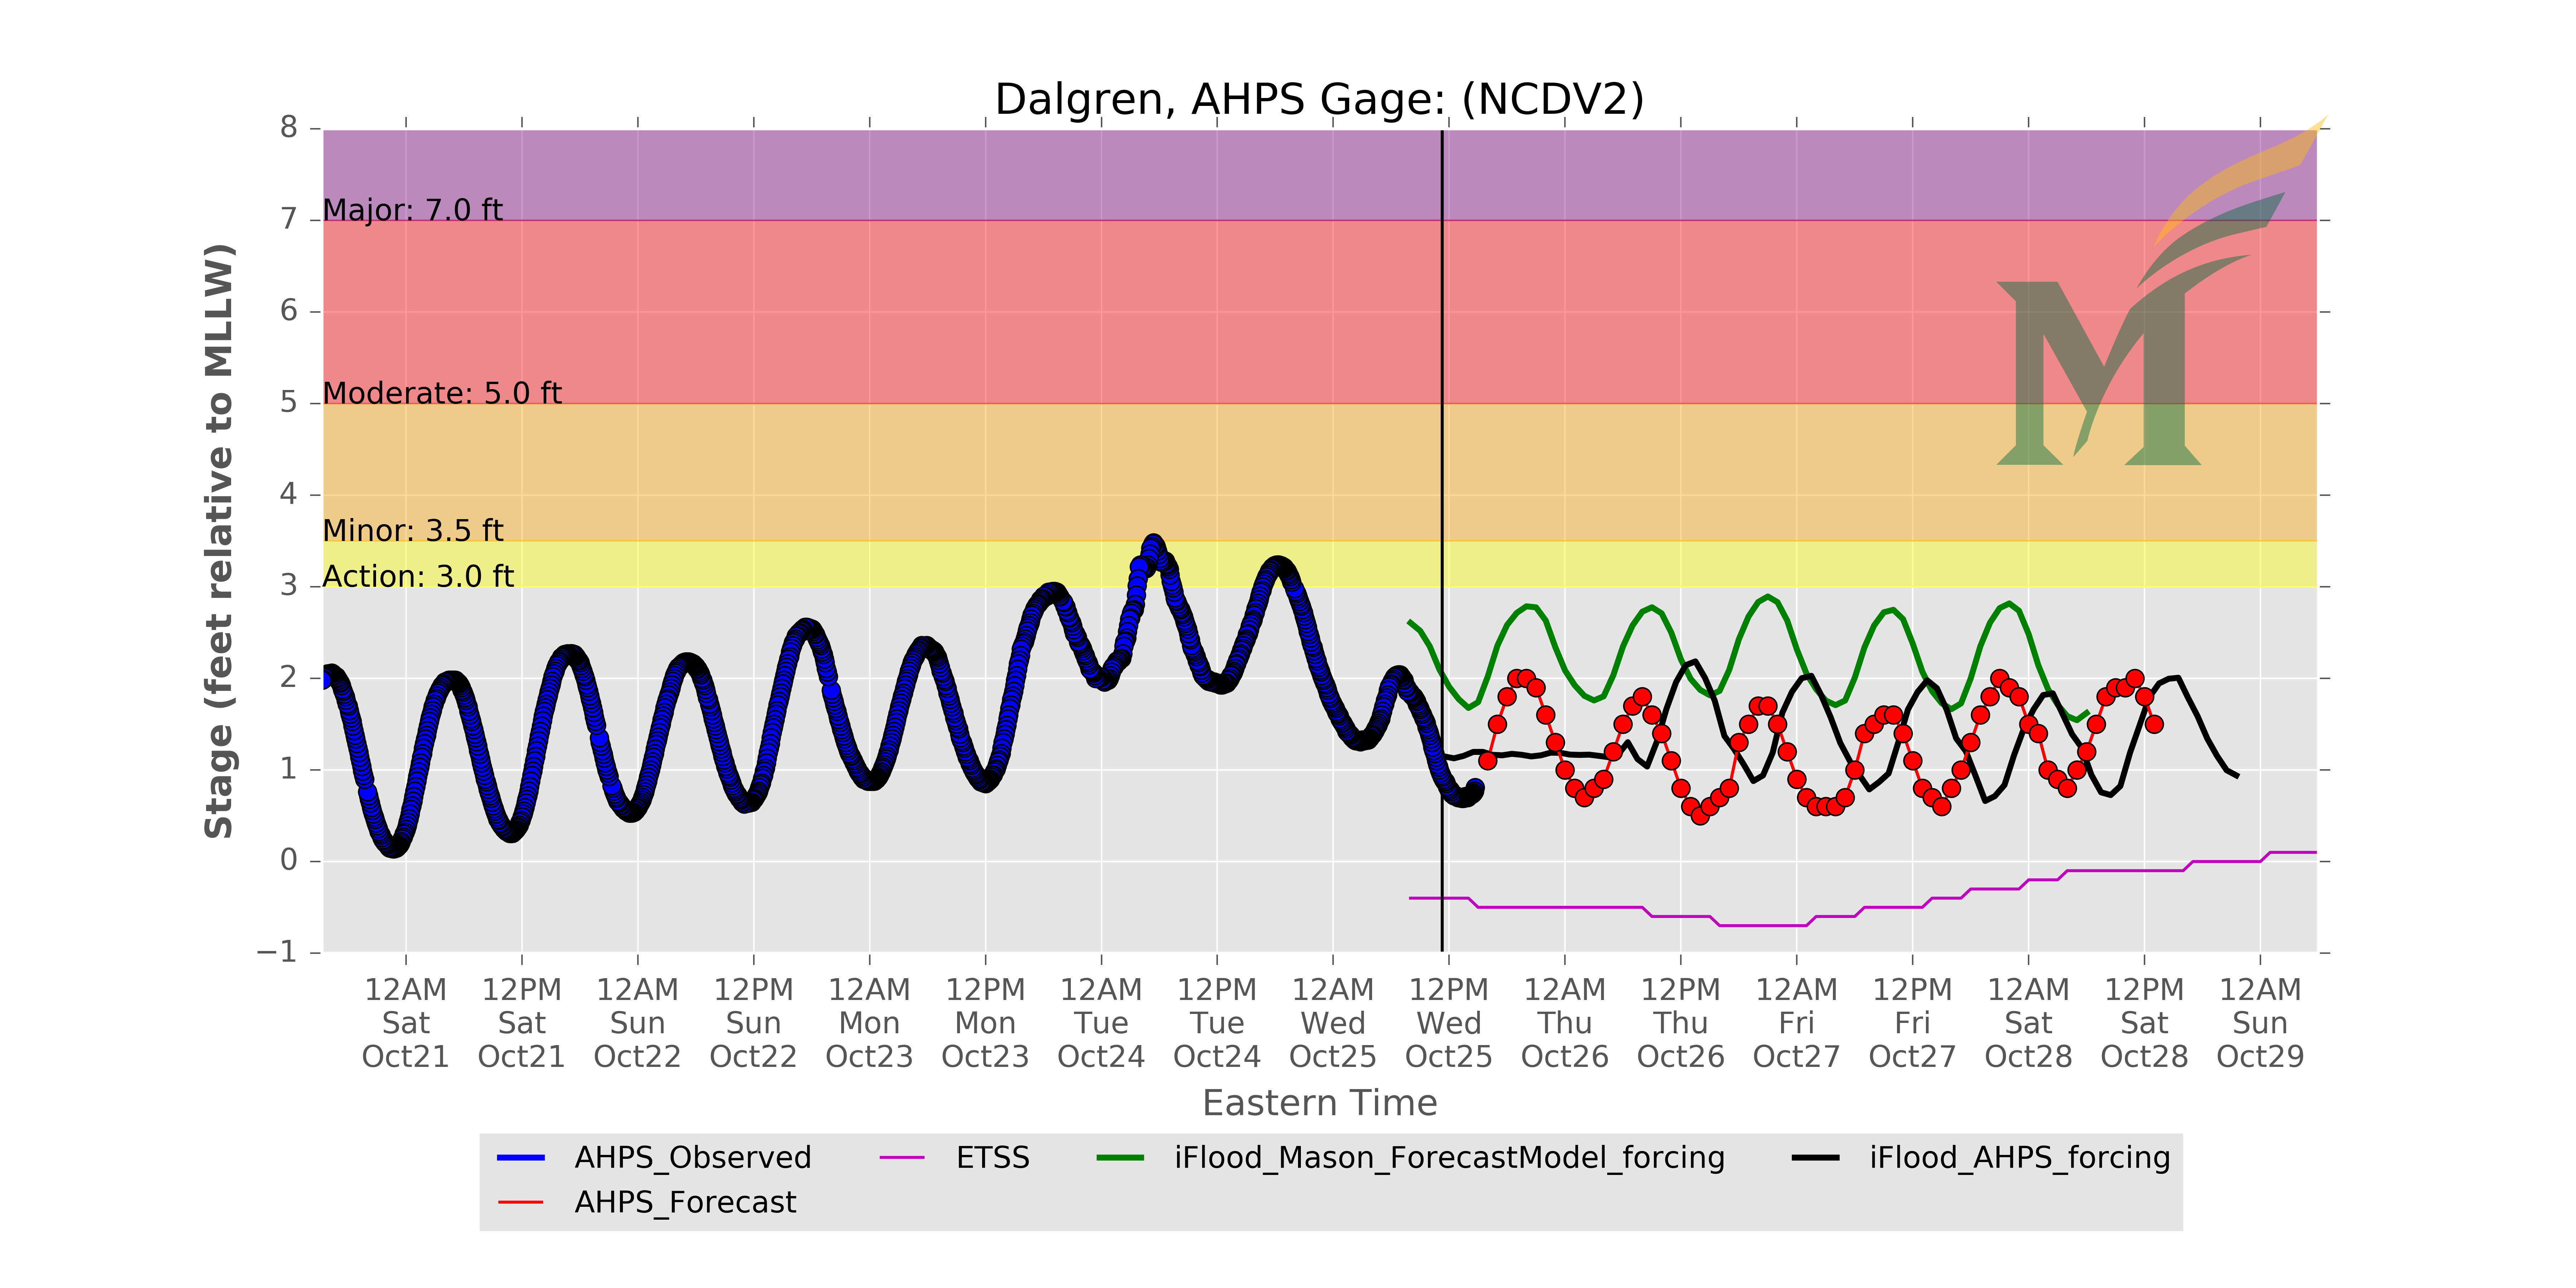 Dalgren, AHPS Gage: (NCDV2)
8
7
6
5
4
3
2
1
0
−1
Stage (feet relative to MLLW)
Major: 7.0 ft
Moderate: 5.0 ft
Minor: 3.5 ft
Action: 3.0 ft
M
12AM 12PM 12AM 12PM 12AM 12PM 12AM 12PM 12AM 12PM 12AM 12PM 12AM 12PM 12AM 12PM 12AM
Sat Sat Sun Sun Mon Mon Tue Tue Wed Wed Thu Thu Fri Fri Sat Sat Sun
Oct21 Oct21 Oct22 Oct22 Oct23 Oct23 Oct24 Oct24 Oct25 Oct25 Oct26 Oct26 Oct27 Oct27 Oct28 Oct28 Oct29
Eastern Time
AHPS_Observed ETSS iFlood_Mason_ForecastModel_forcing iFlood_AHPS_forcing
AHPS_Forecast